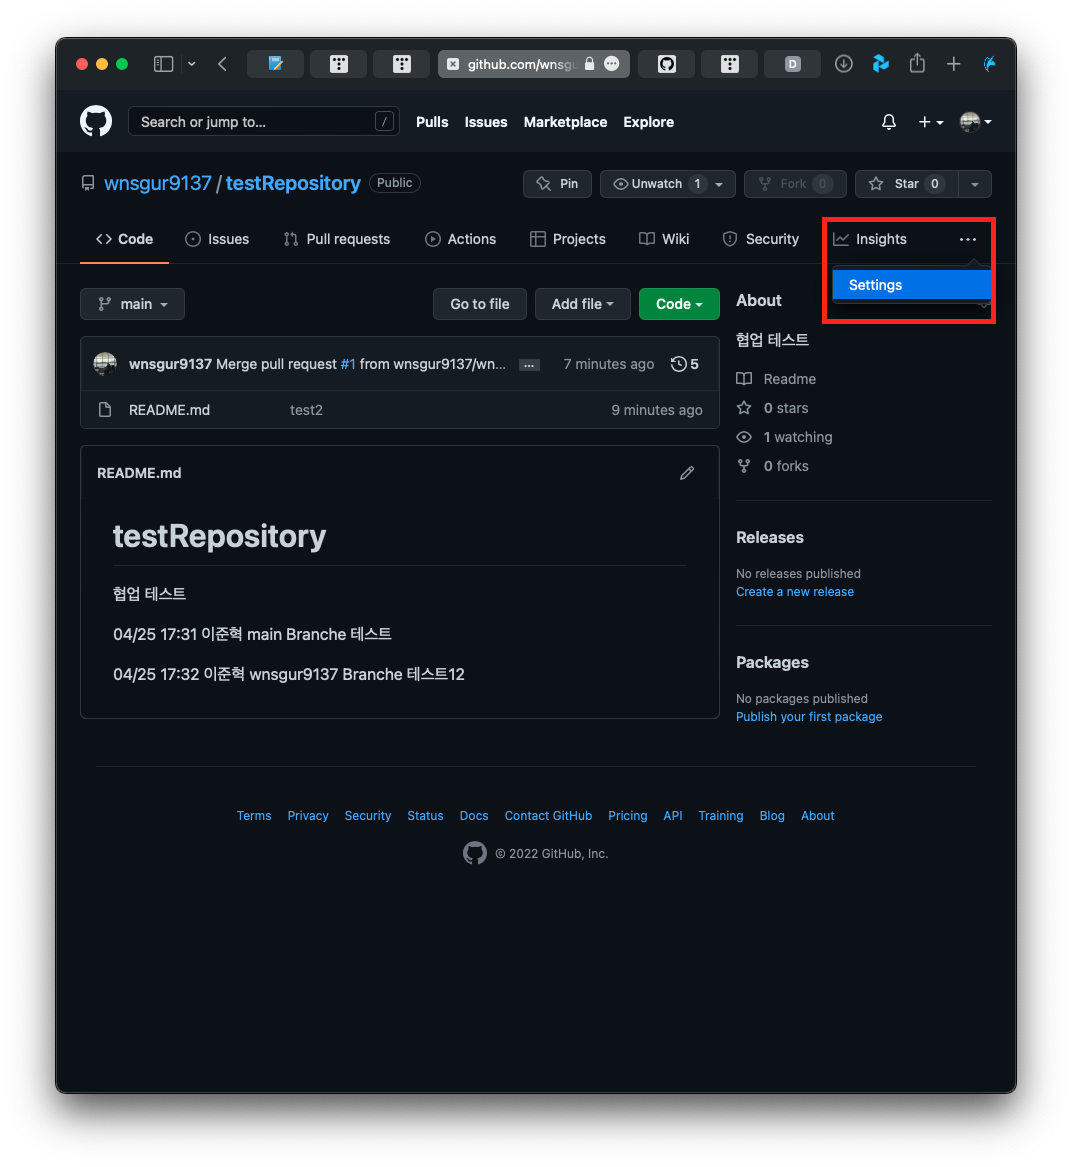 D
github.com/wnsgu
Search or jump to... /
Pulls Issues Marketplace Explore
wnsgur9137 / testRepository Public
Pin Unwatch 1 Fork 0 Star 0
Code Issues Pull requests Actions Projects Wiki Security Insights ...
Settings
main Go to file Add file Code
wnsgur9137 Merge pull request #1 from wnsgur9137/wn... ... 7 minutes ago 5
README.md test2 9 minutes ago
README.md
testRepository
협업 테스트
04/25 17:31 이준혁 main Branche 테스트
04/25 17:32 이준혁 wnsgur9137 Branche 테스트12
About
협업 테스트
Readme
0 stars
1 watching
0 forks
Releases
No releases published
Create a new release
Packages
No packages published
Publish your first package
Terms Privacy Security Status Docs Contact GitHub Pricing API Training Blog About
© 2022 GitHub, Inc.